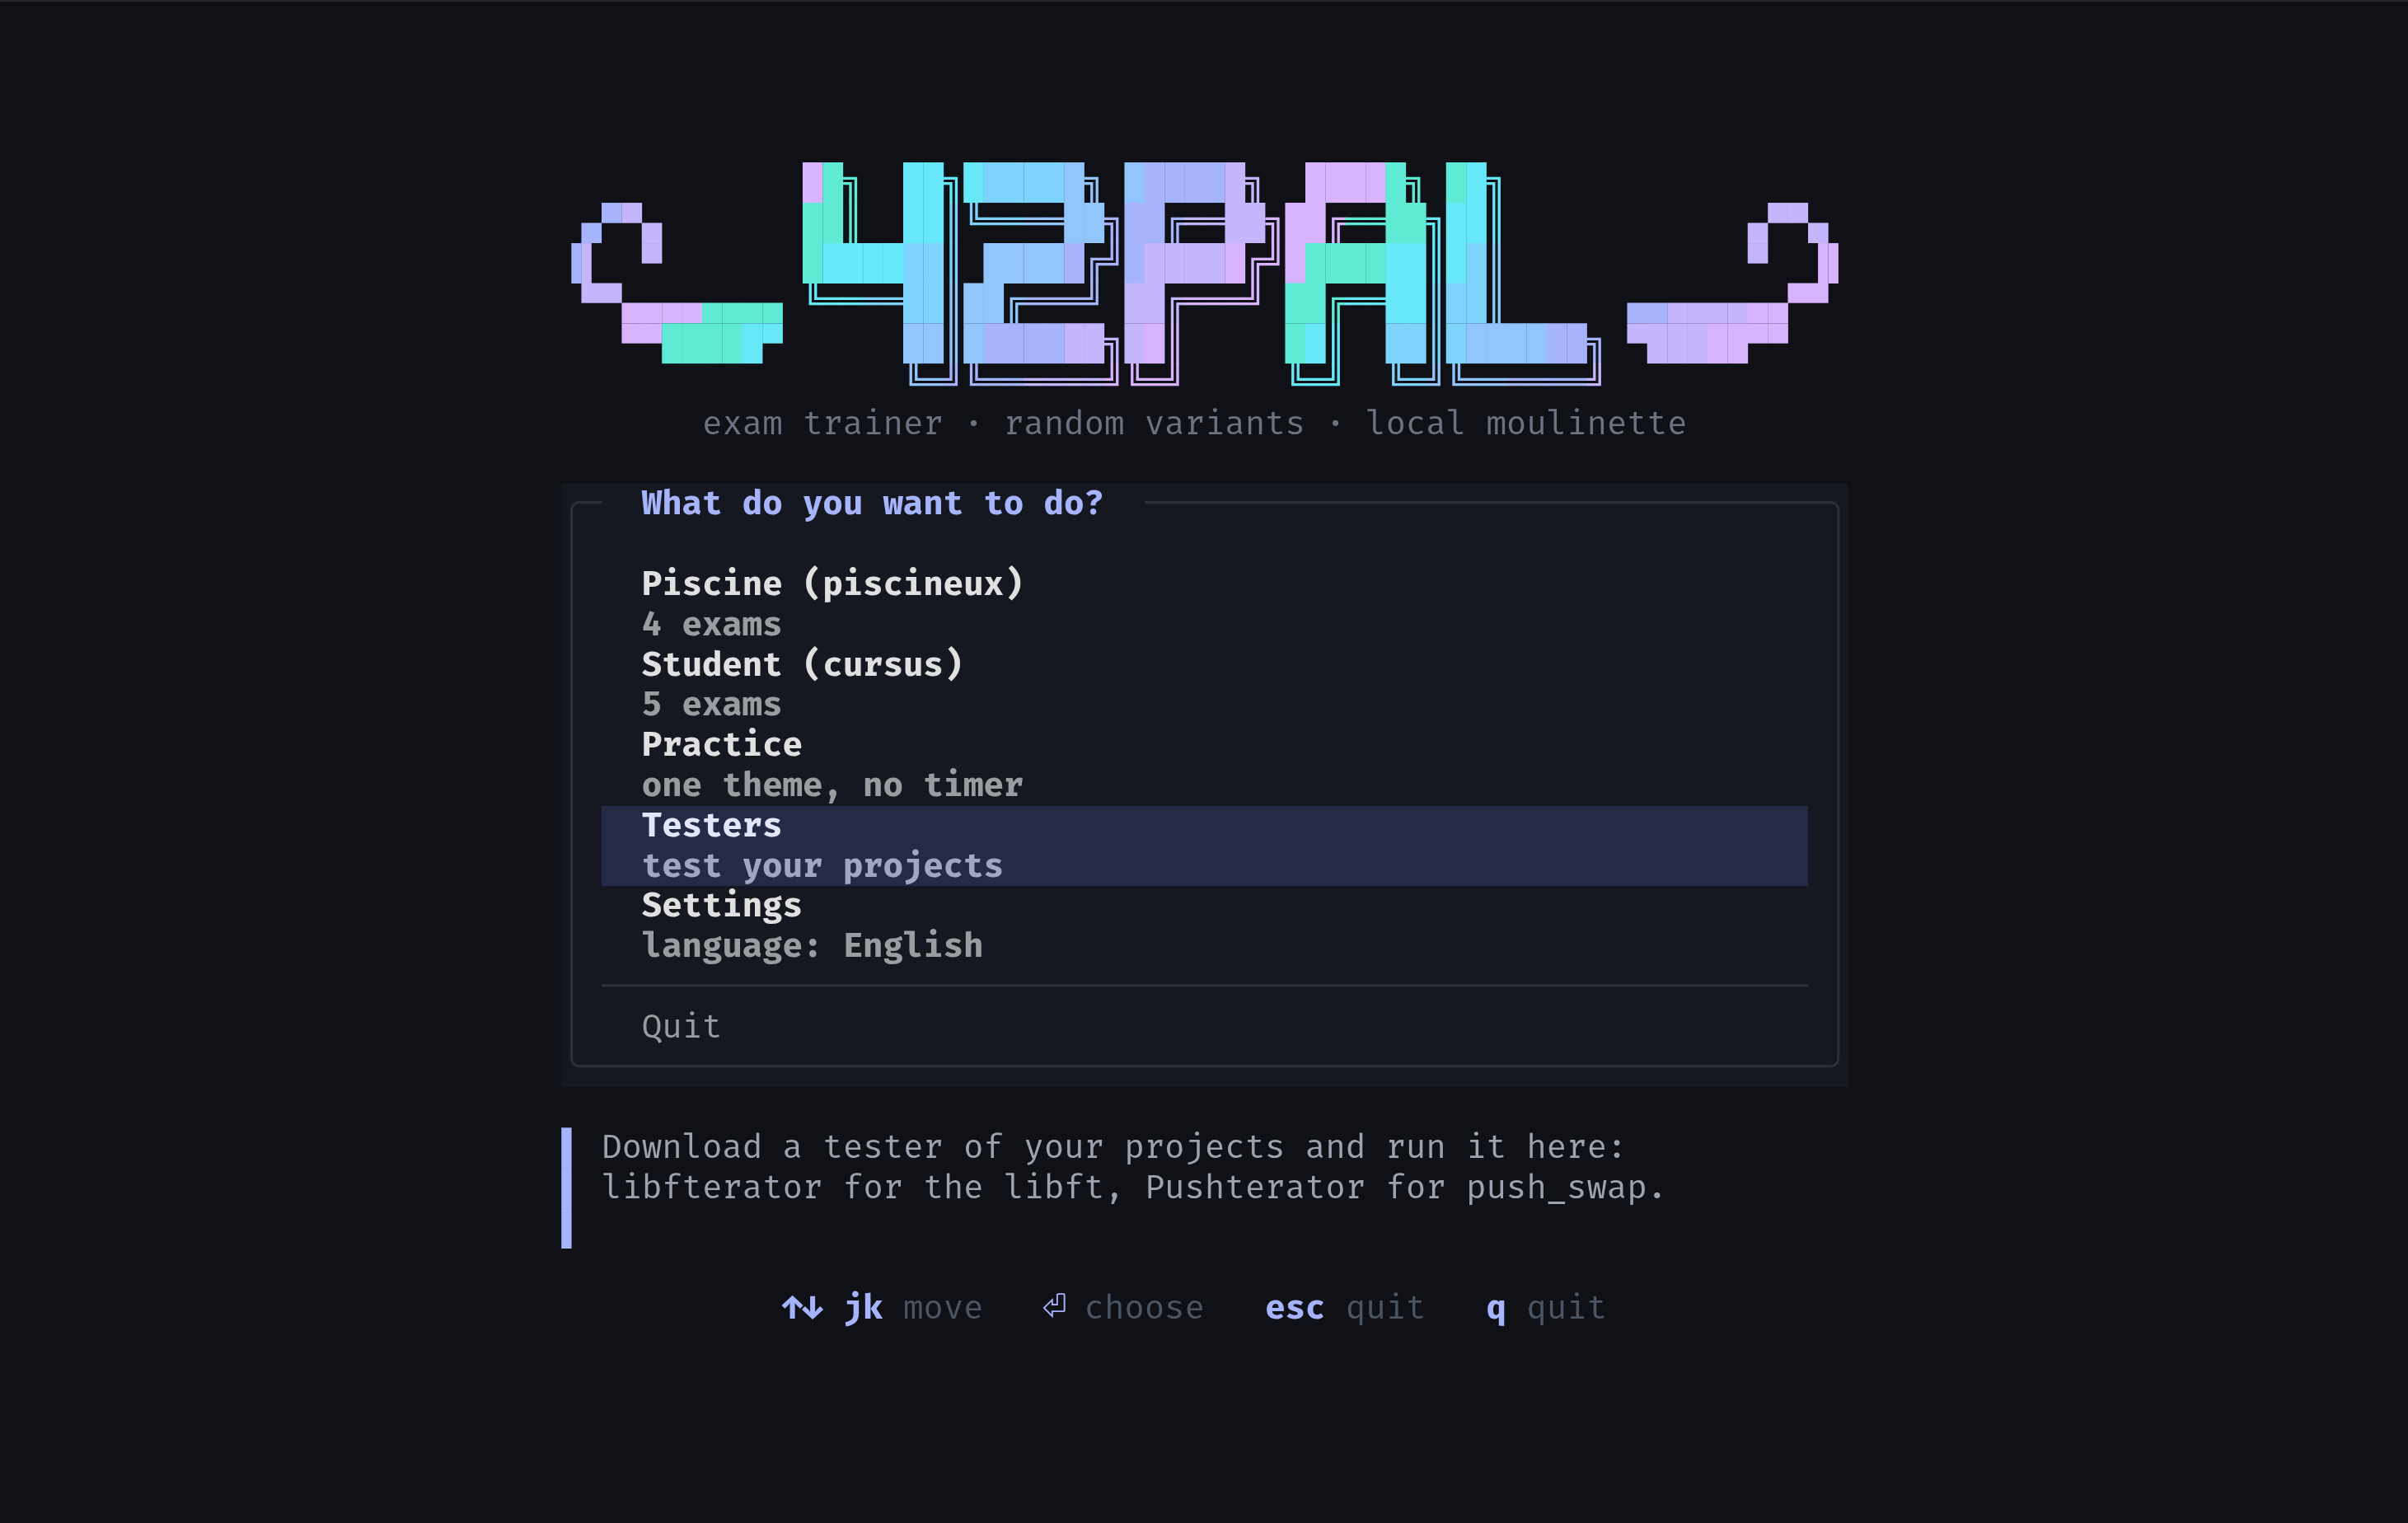 42PAL
exam trainer · random variants · local moulinette
What do you want to do?
Piscine (piscineux)
4 exams
Student (cursus)
5 exams
Practice
one theme, no timer
Testers
test your projects
Settings
language: English
Quit
Download a tester of your projects and run it here:
libfterator for the libft, Pushterator for push_swap.
↑↓ jk move ⏎ choose esc quit q quit